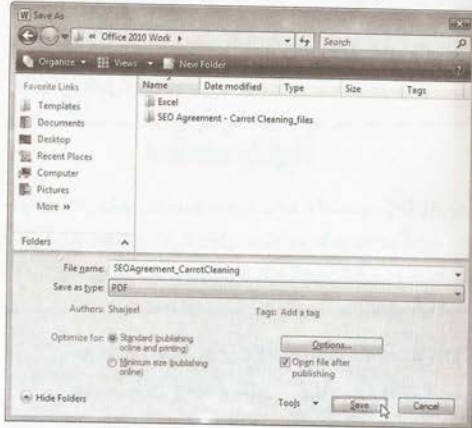 Save As
« Office 2010 Work
Search
Organize Views New Folder
Favorite Links
Templates
Documents
Desktop
Recent Places
Computer
Pictures
More »
Folders
Name Date modified Type Size Tags
Excel
SEO Agreement - Carrot Cleaning_files
File name: SEOAgreement_CarrotCleaning
Save as type: PDF
Authors: Sharjeel Tags: Add a tag
Optimize for: Standard (publishing
online and printing)
Minimum size (publishing
online)
Options...
Open file after
publishing
Hide Folders Tools Save Cancel